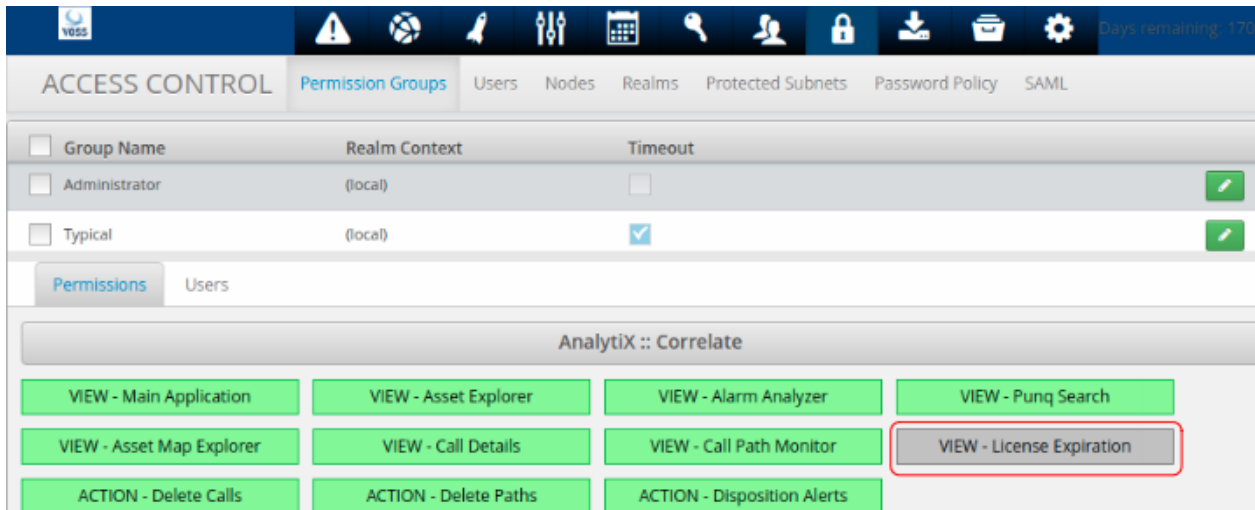 VOSS
Days remaining: 170
ACCESS CONTROL Permission Groups Users Nodes Realms Protected Subnets Password Policy SAML
Group Name Realm Context Timeout
Administrator (local)
Typical (local)
Permissions Users
AnalytiX :: Correlate
VIEW - Main Application VIEW - Asset Explorer VIEW - Alarm Analyzer VIEW - Punq Search
VIEW - Asset Map Explorer VIEW - Call Details VIEW - Call Path Monitor VIEW - License Expiration
ACTION - Delete Calls ACTION - Delete Paths ACTION - Disposition Alerts